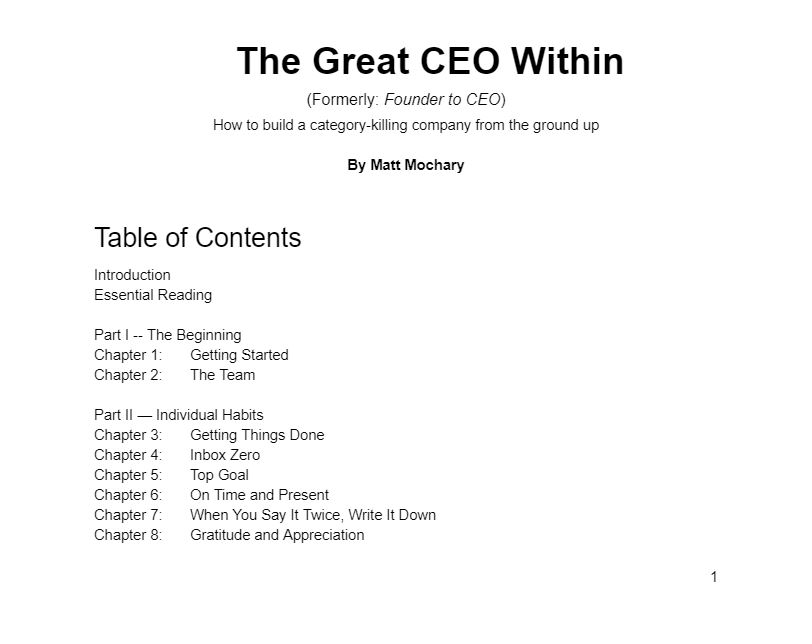 The Great CEO Within
(Formerly: Founder to CEO)
How to build a category-killing company from the ground up
By Matt Mochary
Table of Contents
Introduction
Essential Reading
Part I -- The Beginning
Chapter 1: Getting Started
Chapter 2: The Team
Part II — Individual Habits
Chapter 3: Getting Things Done
Chapter 4: Inbox Zero
Chapter 5: Top Goal
Chapter 6: On Time and Present
Chapter 7: When You Say It Twice, Write It Down
Chapter 8: Gratitude and Appreciation
1